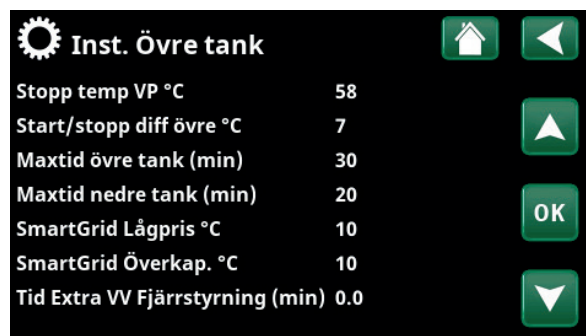 Inst. Övre tank
Stopp temp VP °C 58
Start/stopp diff övre °C 7
Maxtid övre tank (min) 30
Maxtid nedre tank (min) 20
SmartGrid Lågpris °C 10
SmartGrid Överkap. °C 10
Tid Extra VV Fjärrstyrning (min) 0.0
OK